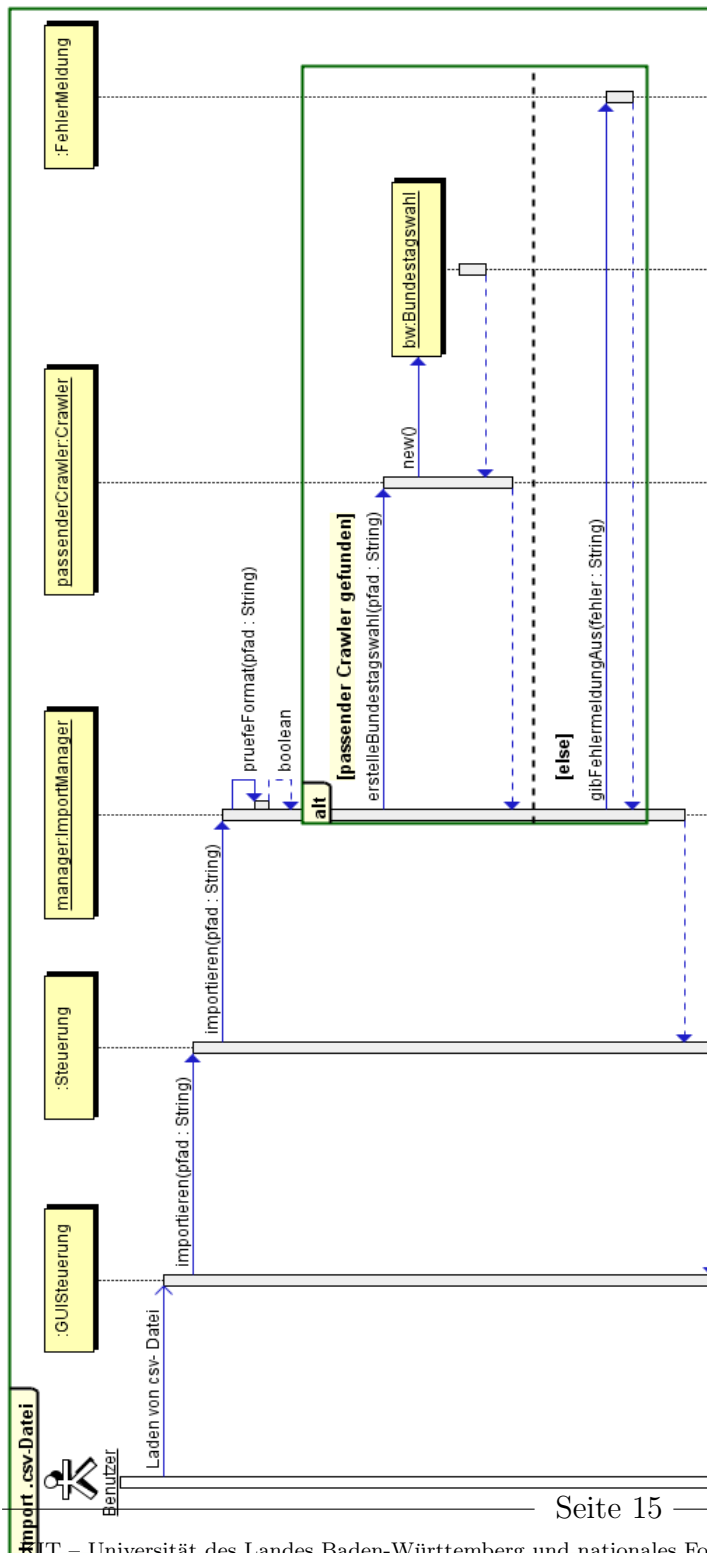 Import .csv-Datei
Benutzer
:GUISteuerung
:Steuerung
manager:ImportManager
passenderCrawler:Crawler
:FehlerMeldung
Laden von csv- Datei
importieren(pfad : String)
importieren(pfad : String)
pruefeFormat(pfad : String)
boolean
alt
[passender Crawler gefunden]
erstelleBundestagswahl(pfad : String)
new()
bw:Bundestagswahl
[else]
gibFehlermeldungAus(fehler : String)
Seite 15
– Universität des Landes Baden-Württemberg und nationales